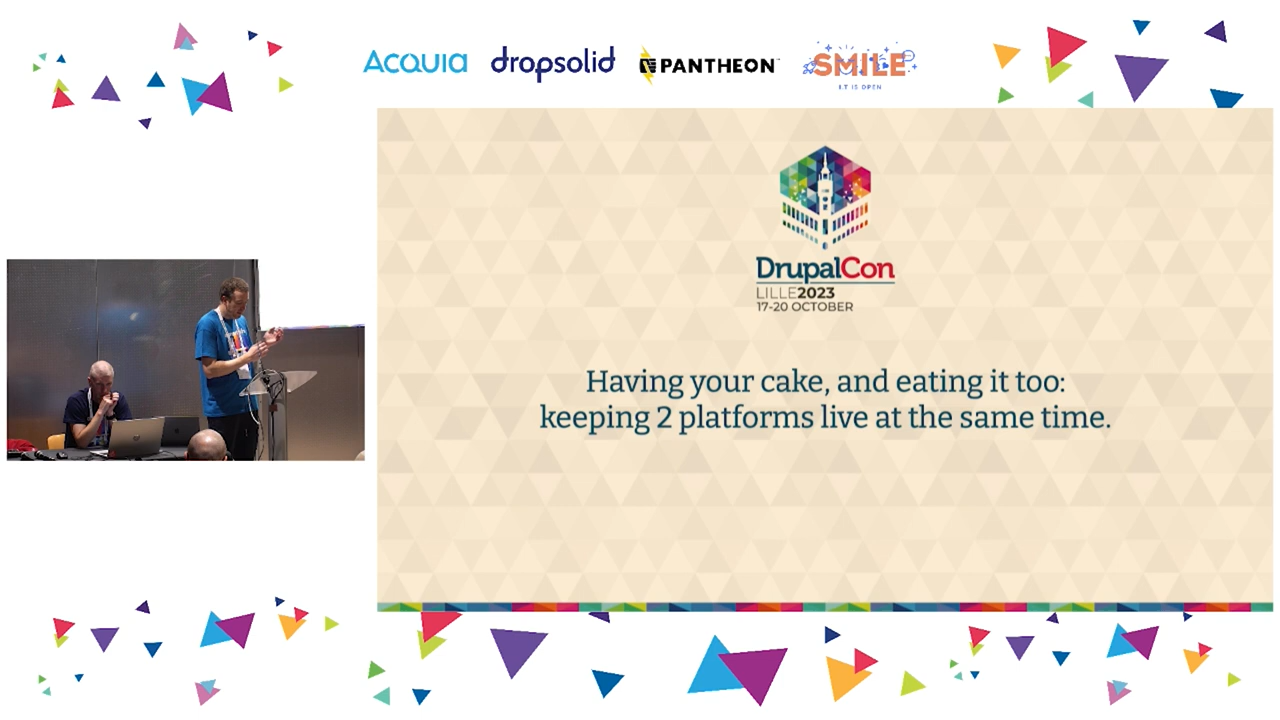 Acquia
dropsolid
PANTHEON
SMILE
I.T IS OPEN
DrupalCon
LILLE2023
17-20 OCTOBER
Having your cake, and eating it too:
keeping 2 platforms live at the same time.